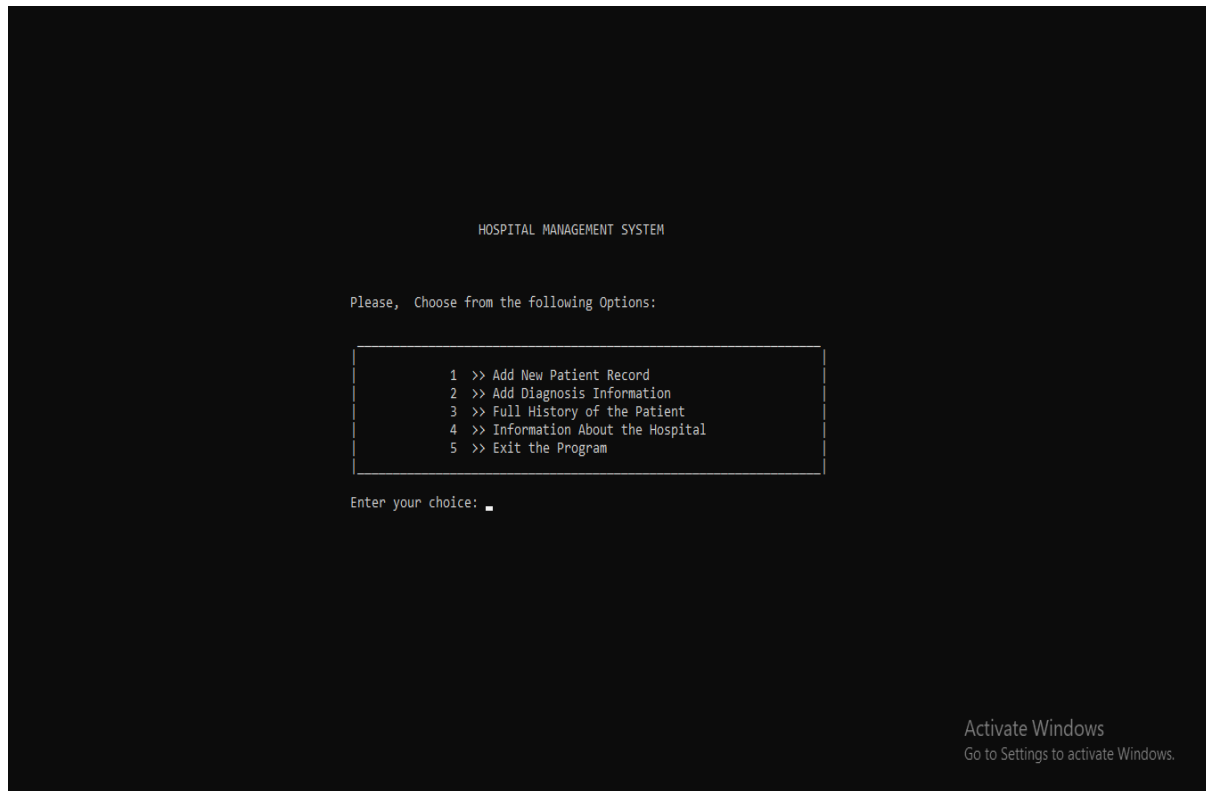 HOSPITAL MANAGEMENT SYSTEM
Please,  Choose from the following Options:
1  >> Add New Patient Record
2  >> Add Diagnosis Information
3  >> Full History of the Patient
4  >> Information About the Hospital
5  >> Exit the Program
Enter your choice:
Activate Windows
Go to Settings to activate Windows.